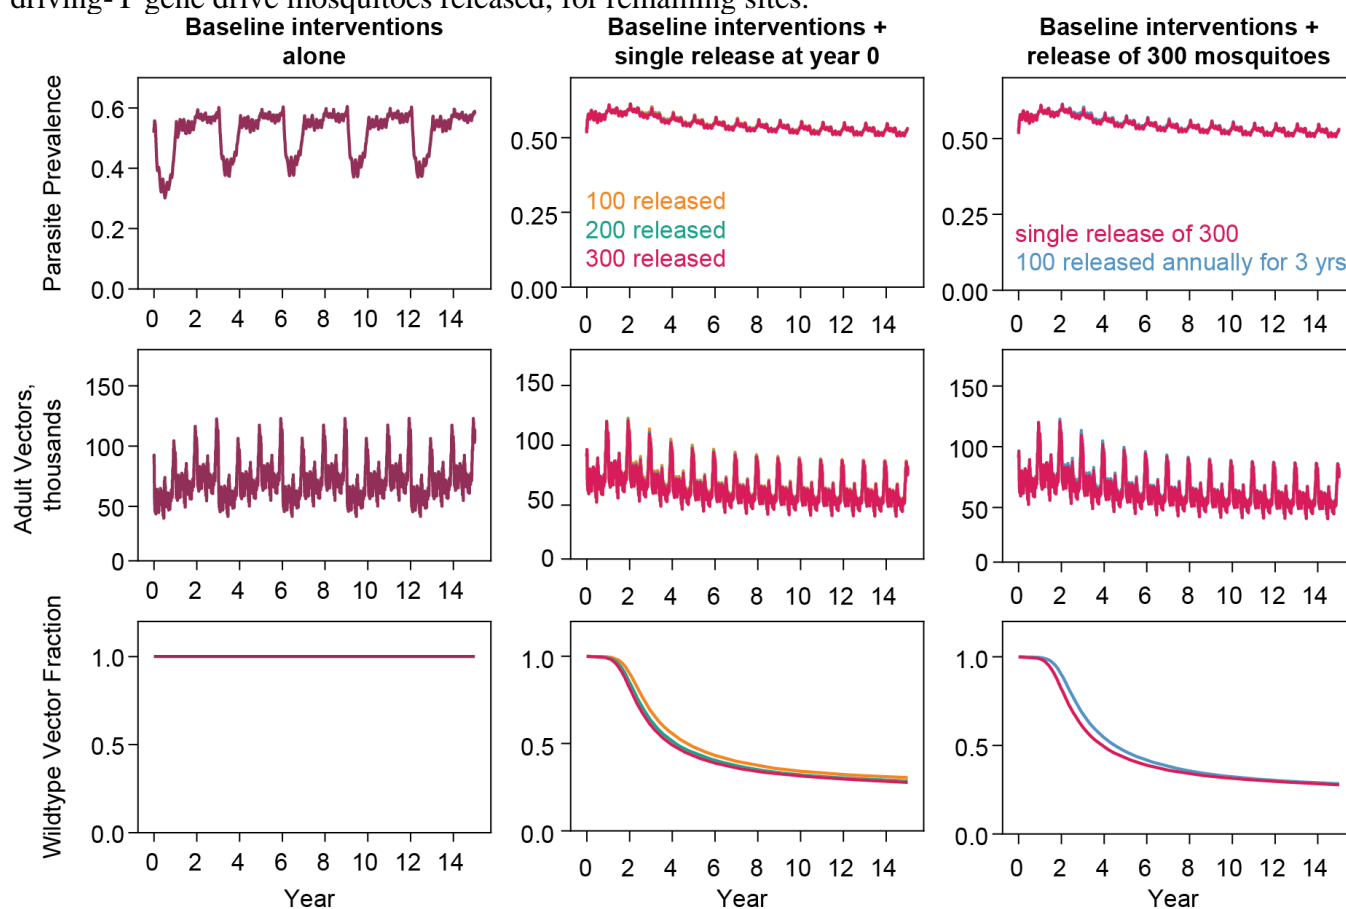 driving-Y gene drive mosquitoes released, for remaining sites.
Baseline interventions
alone
Baseline interventions +
single release at year 0
Baseline interventions +
release of 300 mosquitoes
Parasite Prevalence
0.6
0.4
0.2
0.0
0 2 4 6 8 10 12 14
0.50
0.25
0.00
100 released
200 released
300 released
0 2 4 6 8 10 12 14
0.50
0.25
0.00
single release of 300
100 released annually for 3 yrs
0 2 4 6 8 10 12 14
Adult Vectors,
thousands
150
100
50
0
0 2 4 6 8 10 12 14
150
100
50
0
0 2 4 6 8 10 12 14
150
100
50
0
0 2 4 6 8 10 12 14
Wildtype Vector Fraction
1.0
0.5
0.0
0 2 4 6 8 10 12 14
Year
1.0
0.5
0.0
0 2 4 6 8 10 12 14
Year
1.0
0.5
0.0
0 2 4 6 8 10 12 14
Year